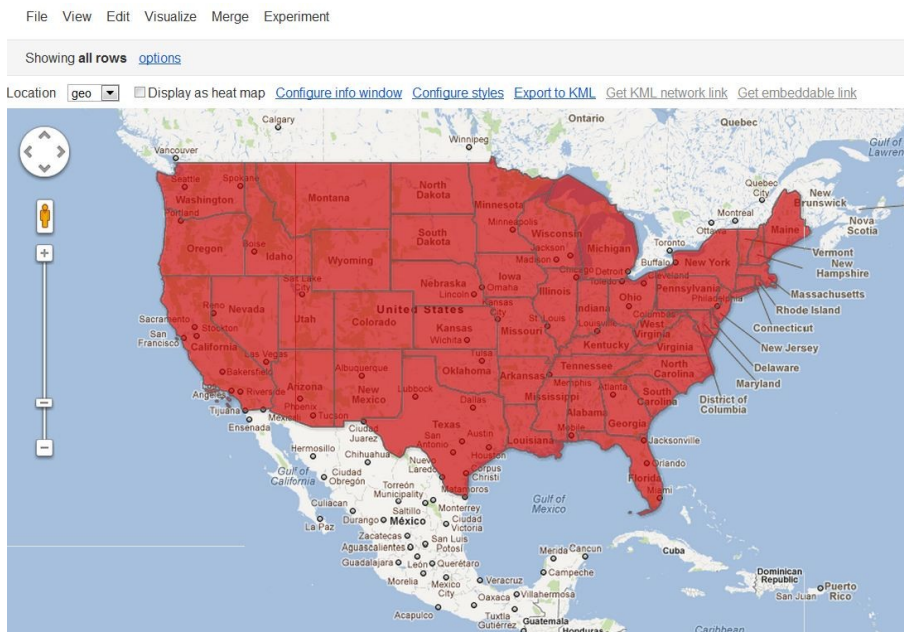 File View Edit Visualize Merge Experiment
Showing all rows options
Location geo Display as heat map Configure info window Configure styles Export to KML Get KML network link Get embeddable link
Calgary
Ontario
Quebec
Winnipeg
Vancouver
Gulf of
Lawren
Seattle
Spokane
Washington
Portland
Montana
North
Dakota
Minnesota
Minneapolis
Quebec
City
Montreal
Ottawa
New
Brunswick
Maine
Nova
Scotia
Oregon
Boise
Idaho
Wyoming
South
Dakota
Wisconsin
Jackson
Madison
Michigan
Toronto
Buffalo
New York
Vermont
New
Hampshire
Salt Lake
City
Nebraska
Lincoln
Iowa
Omaha
Chicago
Detroit
Toledo
Cleveland
Pennsylvania
Philadelphia
Massachusetts
Rhode Island
Connecticut
Reno
Nevada
Utah
Colorado
United States
Kansas
City
Illinois
Indiana
Ohio
Columbus
Sacramento
Stockton
San
Francisco
California
Kansas
Wichita
Missouri
St. Louis
Louisville
Kentucky
West
Virginia
Virginia
New Jersey
Las Vegas
Bakersfield
Tulsa
Oklahoma
Arkansas
Tennessee
Memphis
North
Carolina
Delaware
Maryland
Los
Angeles
Riverside
Arizona
Phoenix
Tucson
Albuquerque
New
Mexico
Lubbock
Dallas
Mississippi
Alabama
Atlanta
South
Carolina
Georgia
District of
Columbia
Tijuana
Mexicali
Ensenada
Ciudad
Juarez
Texas
San
Antonio
Austin
Houston
Louisiana
Mobile
Jacksonville
Hermosillo
Chihuahua
Nuevo
Laredo
Corpus
Christi
Orlando
Florida
Miami
Gulf of
California
Ciudad
Obregón
Torreón
Municipality
Matamoros
Monterrey
Saltillo
Gulf of
Mexico
Culiacan
La Paz
Durango
México
Ciudad
Victoria
Zacatecas
Aguascalientes
San Luis
Potosí
Guadalajara
León
Querétaro
Merida
Cancun
Cuba
Morelia
Mexico
City
Veracruz
Campeche
Dominican
Republic
Puerto
Rico
San Juan
Oaxaca
Villahermosa
Acapulco
Tuxtla
Gutiérrez
Guatemala
Honduras
Caribbean